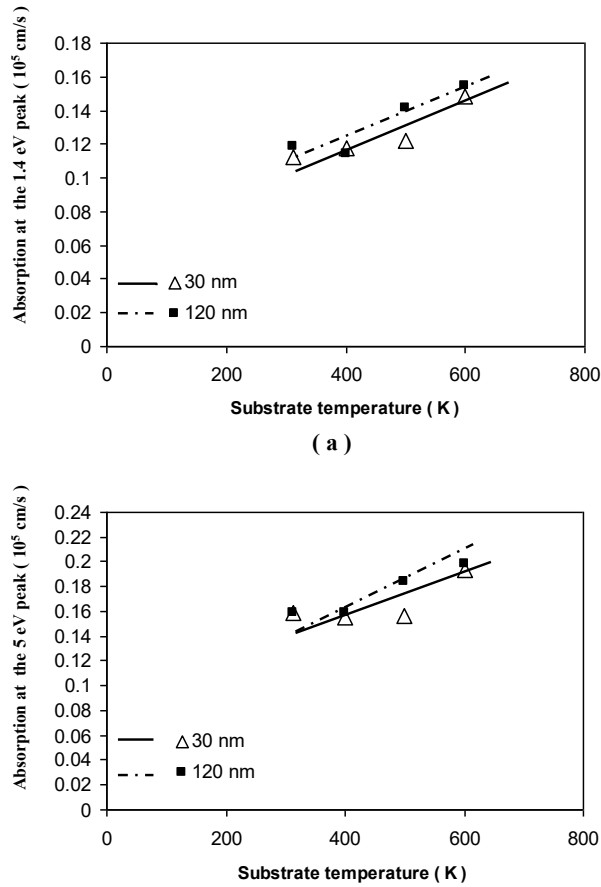 Absorption at the 1.4 eV peak ( 10⁵ cm/s )
0.18
0.16
0.14
0.12
0.1
0.08
0.06
0.04
0.02
0
30 nm
120 nm
0 200 400 600 800
Substrate temperature ( K )
( a )
Absorption at the 5 eV peak ( 10⁵ cm/s )
0.24
0.22
0.2
0.18
0.16
0.14
0.12
0.1
0.08
0.06
0.04
0.02
0
30 nm
120 nm
0 200 400 600 800
Substrate temperature ( K )